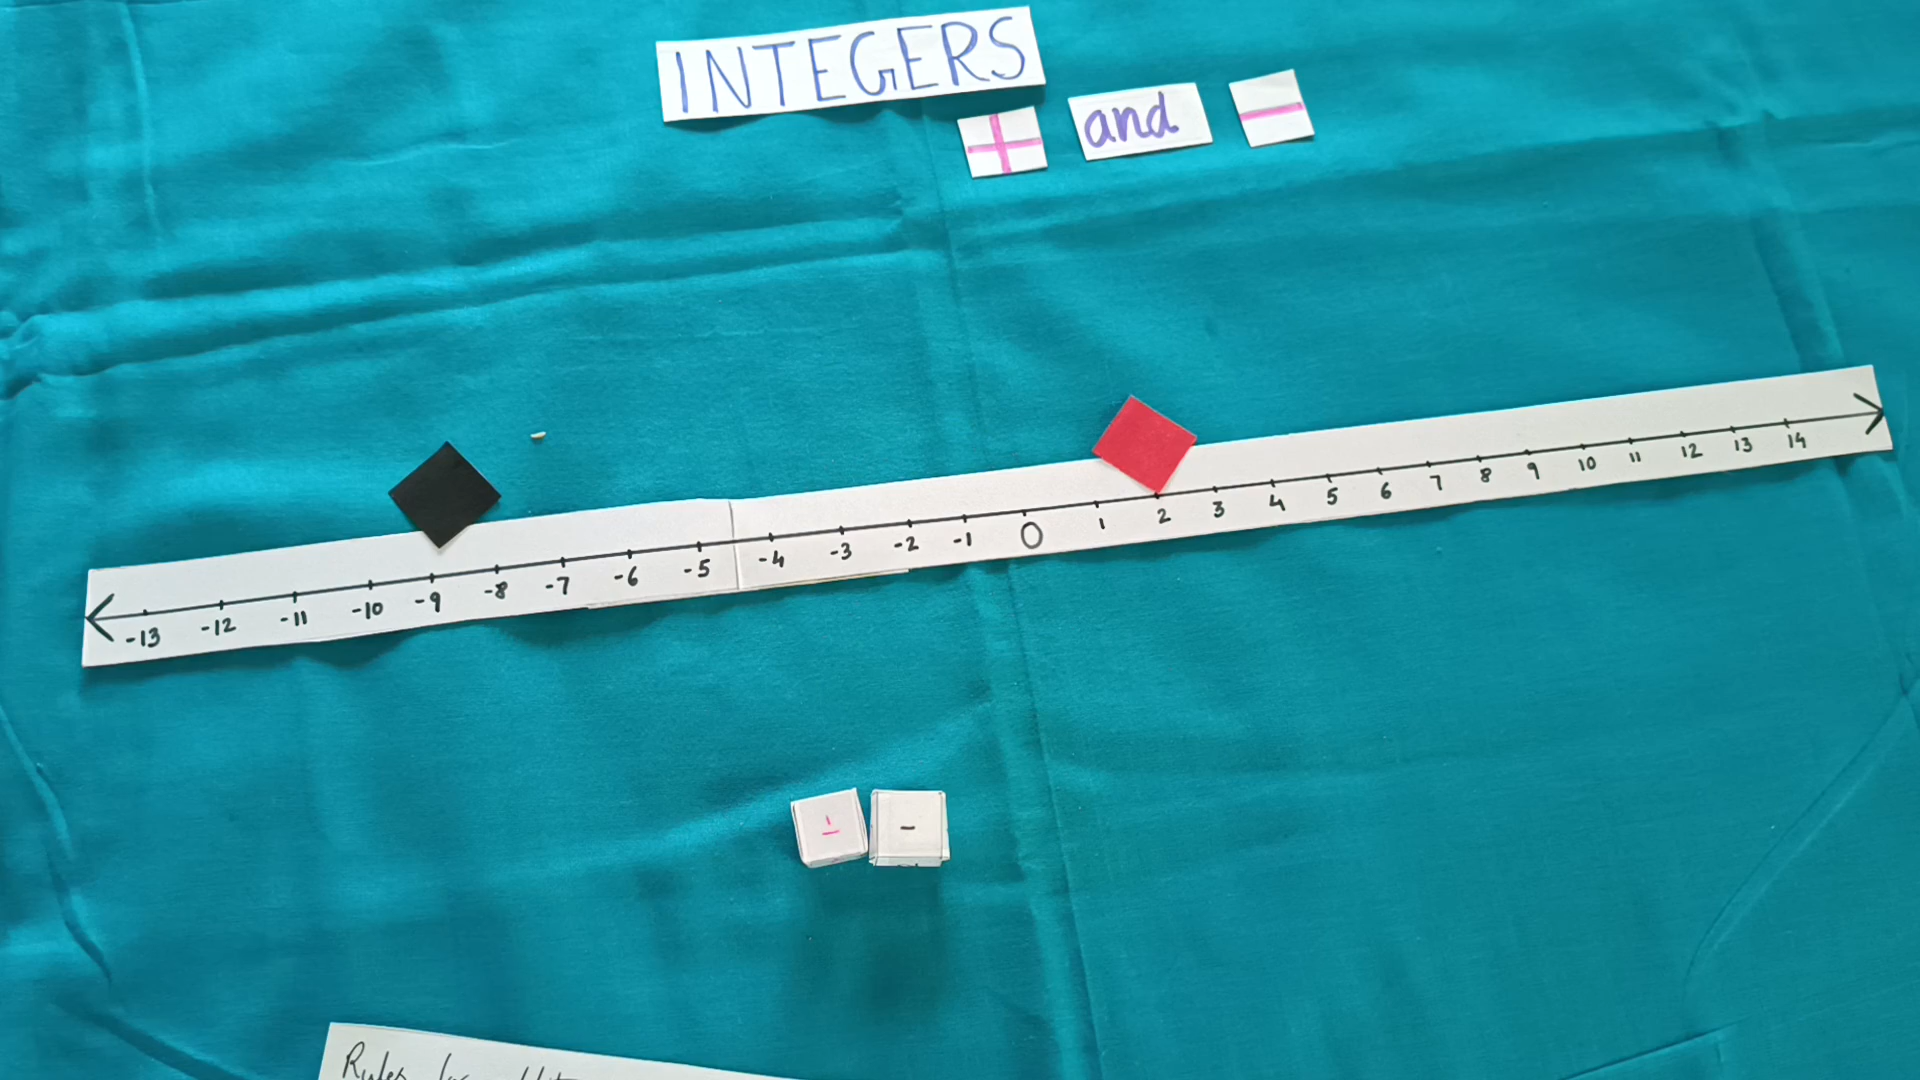 INTEGERS
+ and -
-13 -12 -11 -10 -9 -8 -7 -6 -5 -4 -3 -2 -1 0 1 2 3 4 5 6 7 8 9 10 11 12 13 14
-
Rules